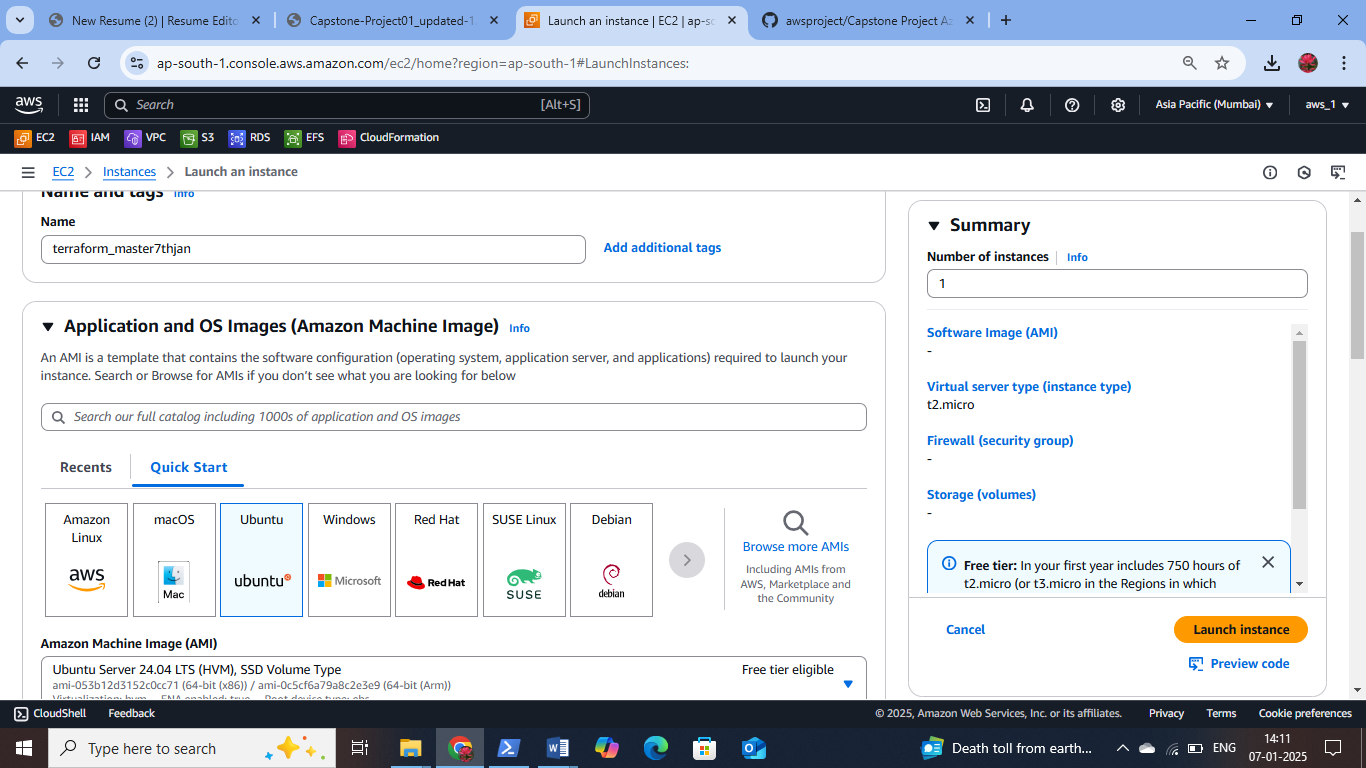 New Resume (2) | Resume Edito
Capstone-Project01_updated-1
Launch an instance | EC2 | ap-so
awsproject/Capstone Project Az
ap-south-1.console.aws.amazon.com/ec2/home?region=ap-south-1#LaunchInstances:
aws
Search
[Alt+S]
Asia Pacific (Mumbai)
aws_1
EC2
IAM
VPC
S3
RDS
EFS
CloudFormation
EC2
Instances
Launch an instance
Name and tags Info
Name
terraform_master7thjan
Add additional tags
Application and OS Images (Amazon Machine Image) Info
An AMI is a template that contains the software configuration (operating system, application server, and applications) required to launch your
instance. Search or Browse for AMIs if you don't see what you are looking for below
Search our full catalog including 1000s of application and OS images
Recents
Quick Start
Amazon
Linux
aws
macOS
Mac
Ubuntu
ubuntu
Windows
Microsoft
Red Hat
Red Hat
SUSE Linux
SUSE
Debian
debian
Browse more AMIs
Including AMIs from
AWS, Marketplace and
the Community
Amazon Machine Image (AMI)
Ubuntu Server 24.04 LTS (HVM), SSD Volume Type
Free tier eligible
ami-053b12d3152c0cc71 (64-bit (x86)) / ami-0c5cf6a79a8c2e3e9 (64-bit (Arm))
Virtualization: hvm ENA enabled: true Root device type: ebs
Summary
Number of instances Info
1
Software Image (AMI)
-
Virtual server type (instance type)
t2.micro
Firewall (security group)
-
Storage (volumes)
-
Free tier: In your first year includes 750 hours of
t2.micro (or t3.micro in the Regions in which
Cancel
Launch instance
Preview code
CloudShell
Feedback
© 2025, Amazon Web Services, Inc. or its affiliates.
Privacy
Terms
Cookie preferences
Type here to search
Death toll from earth...
ENG
14:11
07-01-2025